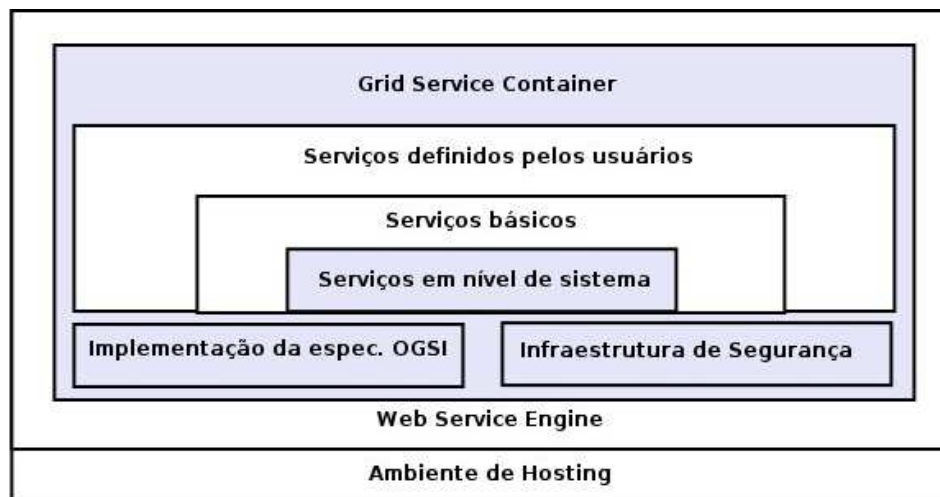 Grid Service Container
Serviços definidos pelos usuários
Serviços básicos
Serviços em nível de sistema
Implementação da espec. OGSI
Infraestrutura de Segurança
Web Service Engine
Ambiente de Hosting